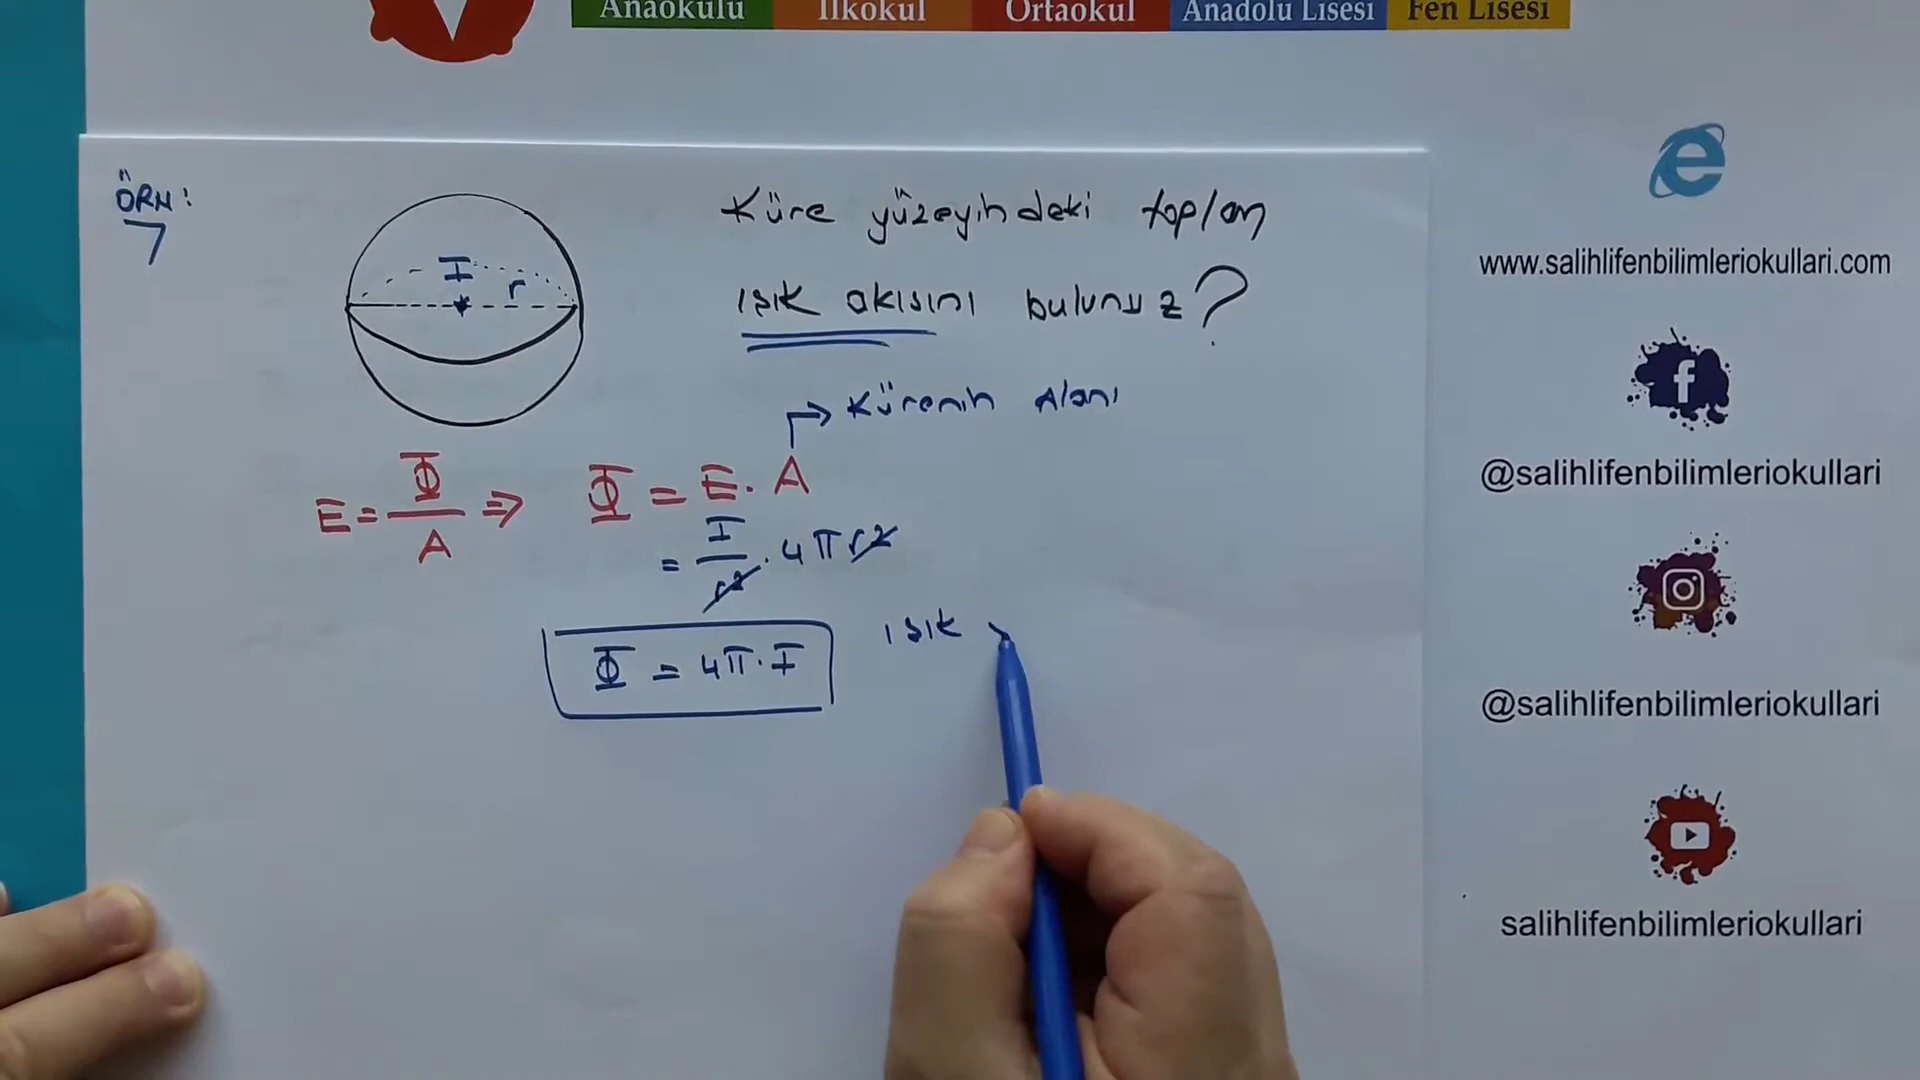 Anaokulu İlkokul Ortaokul Anadolu Lisesi Fen Lisesi
ÖRN:
7
Küre yüzeyindeki toplam
ışık akısını bulunuz?
I
r
→ Kürenin Alanı
E = Φ/A ⇒ Φ = E . A
= I/r² . 4πr²
Φ = 4π . I
ışık
www.salihlifenbilimleriokullari.com
@salihlifenbilimleriokullari
@salihlifenbilimleriokullari
salihlifenbilimleriokullari